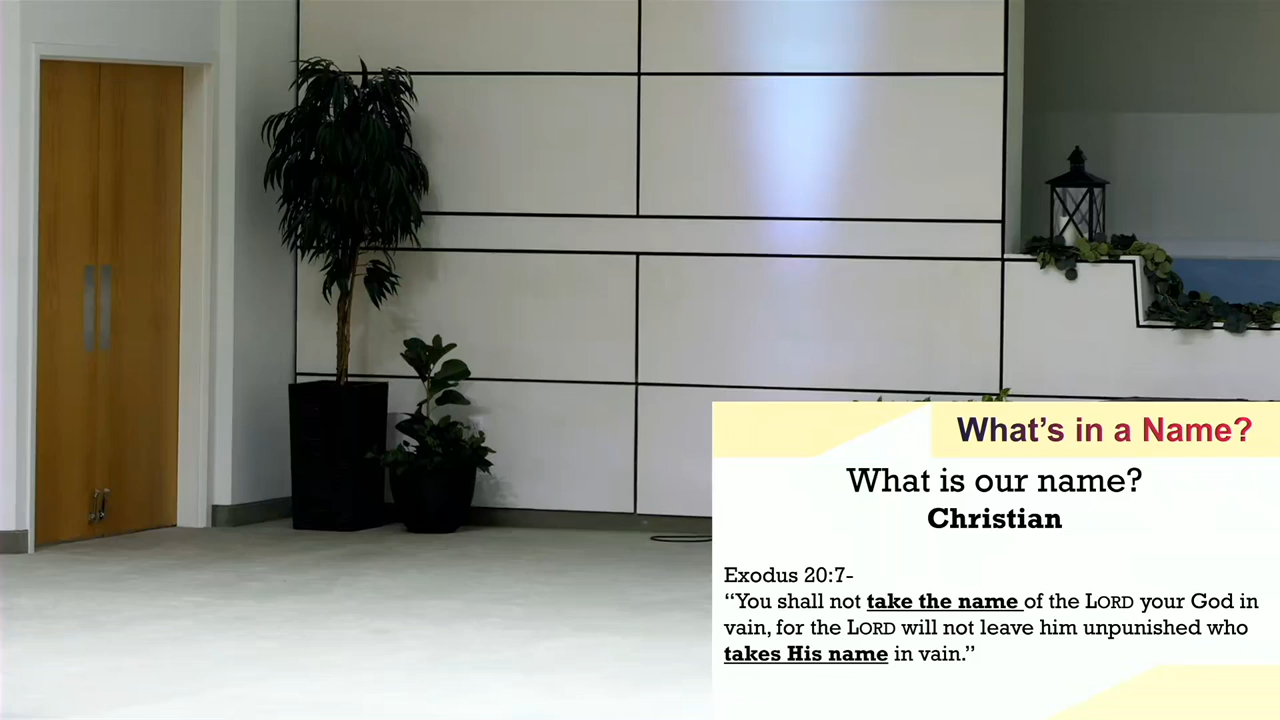 What's in a Name?
What is our name?
Christian
Exodus 20:7-
“You shall not take the name of the LORD your God in
vain, for the LORD will not leave him unpunished who
takes His name in vain.”